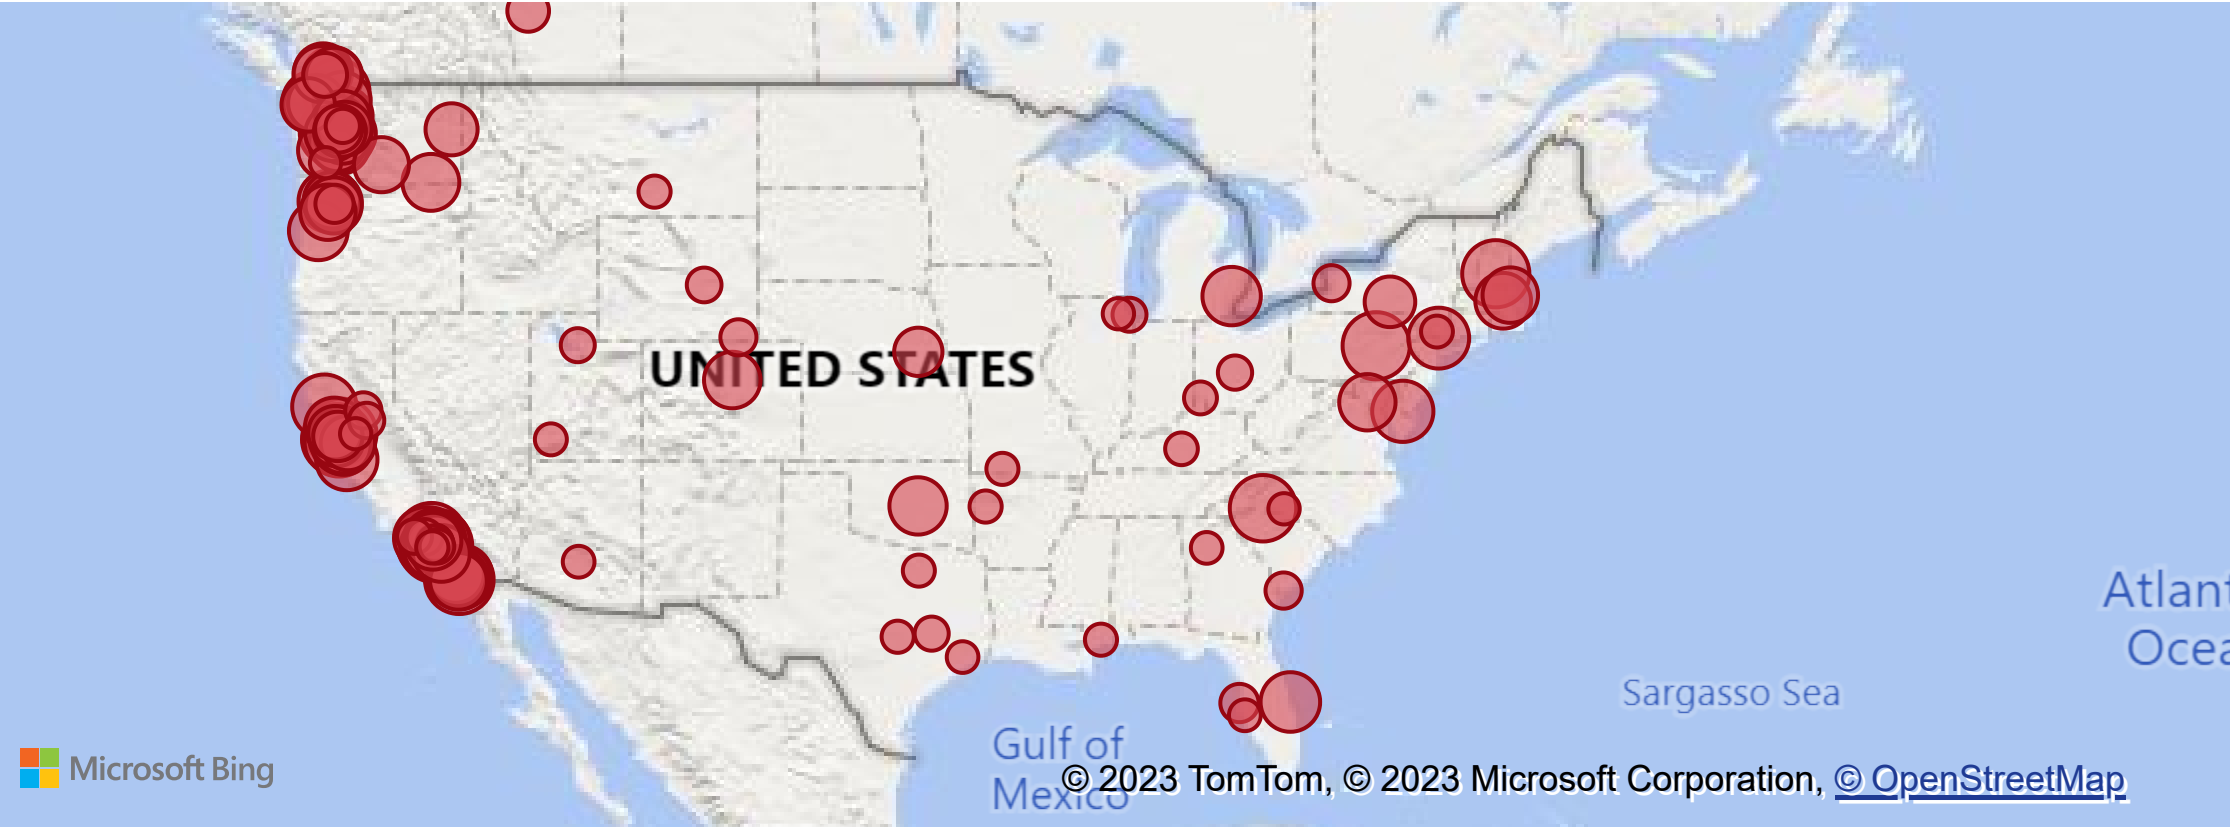 UNITED STATES
Atlant
Ocea
Sargasso Sea
Gulf of
Mexico
Microsoft Bing
© 2023 TomTom, © 2023 Microsoft Corporation, © OpenStreetMap